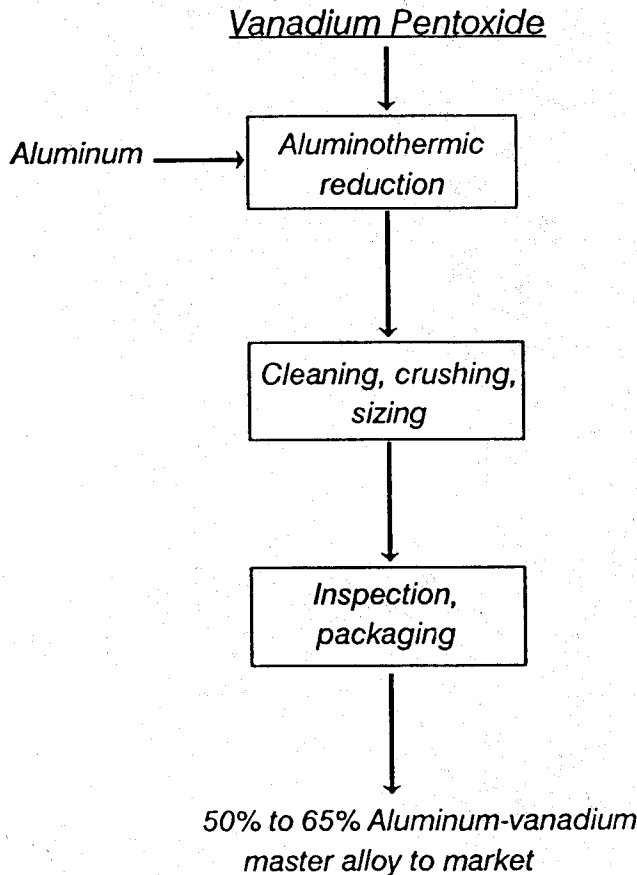 Vanadium Pentoxide
Aluminum
Aluminothermic
reduction
Cleaning, crushing,
sizing
Inspection,
packaging
50% to 65% Aluminum-vanadium
master alloy to market